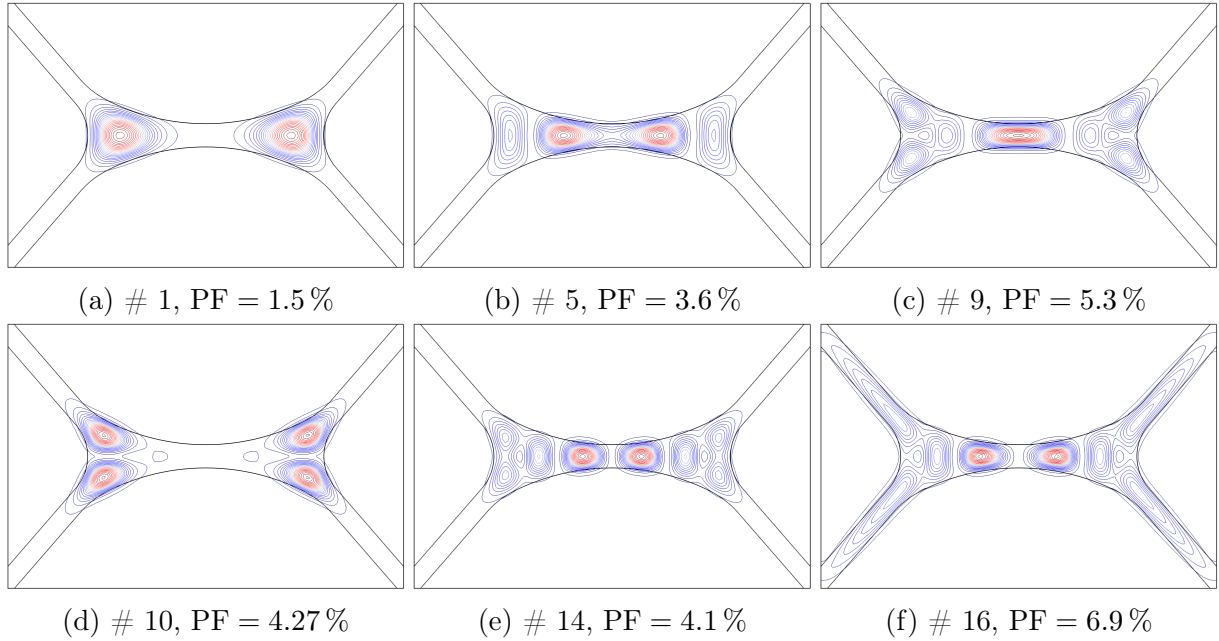 (a) # 1, PF = 1.5 %
(b) # 5, PF = 3.6 %
(c) # 9, PF = 5.3 %
(d) # 10, PF = 4.27 %
(e) # 14, PF = 4.1 %
(f) # 16, PF = 6.9 %